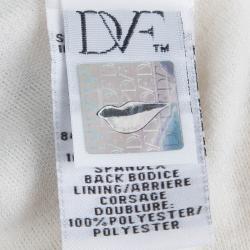 DVF™
SPANDEX
BACK BODICE
LINING/ARRIERE
CORSAGE
DOUBLURE:
100%POLYESTER/
POLYESTER